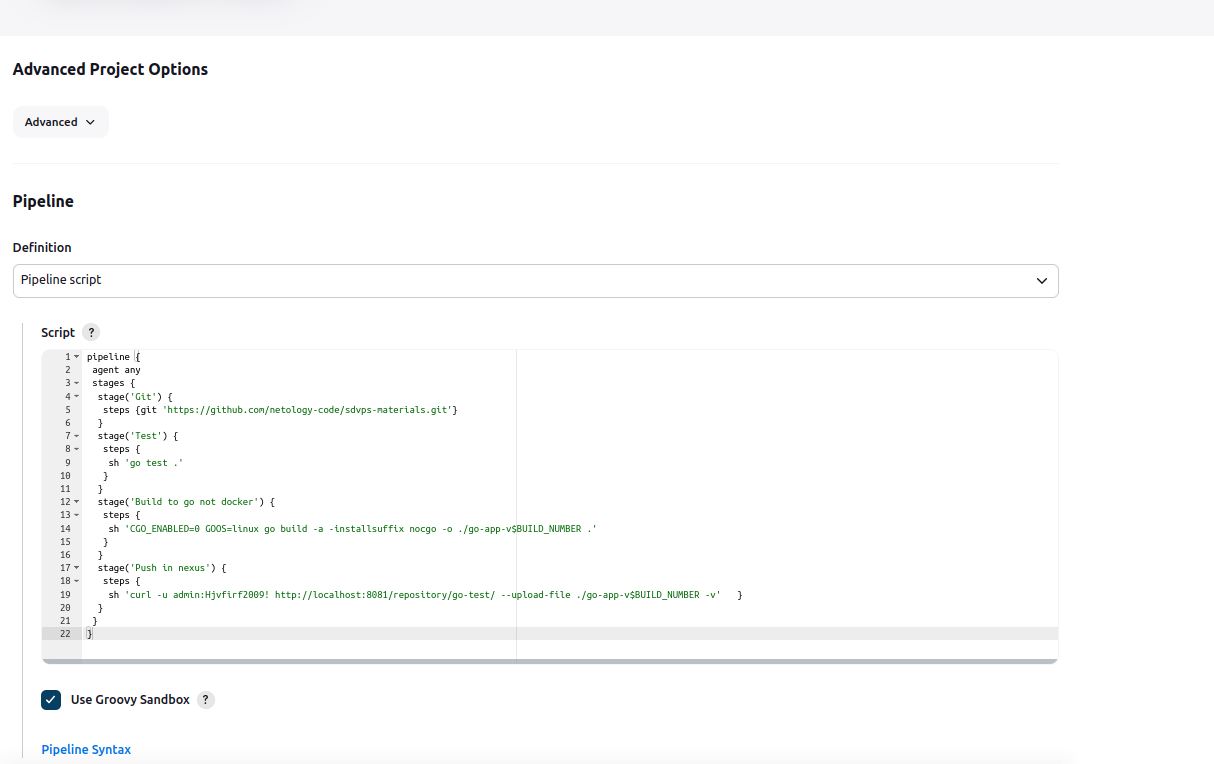 Advanced Project Options
Advanced
Pipeline
Definition
Pipeline script
Script ?
1 pipeline {
2 agent any
3 stages {
4 stage('Git') {
5 steps {git 'https://github.com/netology-code/sdvps-materials.git'}
6 }
7 stage('Test') {
8 steps {
9 sh 'go test .'
10 }
11 }
12 stage('Build to go not docker') {
13 steps {
14 sh 'CGO_ENABLED=0 GOOS=linux go build -a -installsuffix nocgo -o ./go-app-v$BUILD_NUMBER .'
15 }
16 }
17 stage('Push in nexus') {
18 steps {
19 sh 'curl -u admin:Hjvfirf2009! http://localhost:8081/repository/go-test/ --upload-file ./go-app-v$BUILD_NUMBER -v' }
20 }
21 }
22 }
Use Groovy Sandbox ?
Pipeline Syntax